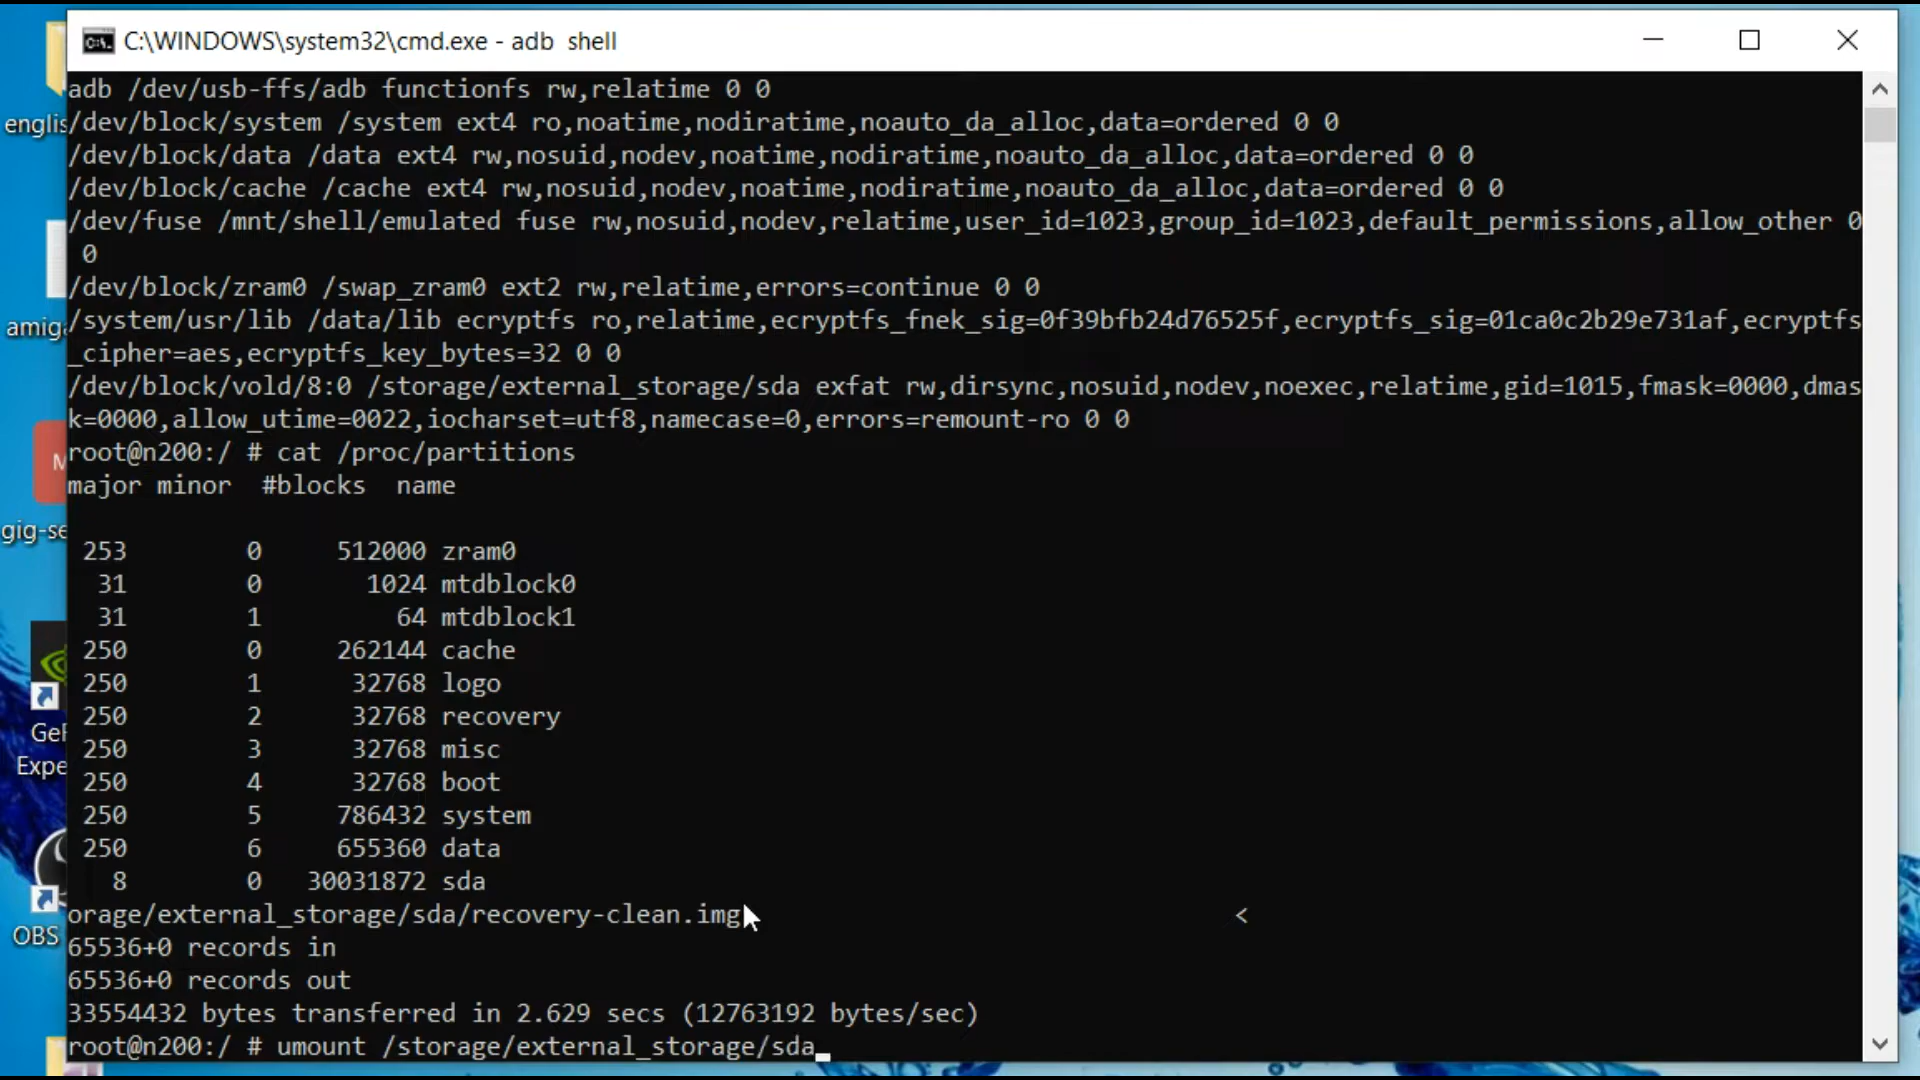 C:\WINDOWS\system32\cmd.exe - adb  shell
adb /dev/usb-ffs/adb functionfs rw,relatime 0 0
/dev/block/system /system ext4 ro,noatime,nodiratime,noauto_da_alloc,data=ordered 0 0
/dev/block/data /data ext4 rw,nosuid,nodev,noatime,nodiratime,noauto_da_alloc,data=ordered 0 0
/dev/block/cache /cache ext4 rw,nosuid,nodev,noatime,nodiratime,noauto_da_alloc,data=ordered 0 0
/dev/fuse /mnt/shell/emulated fuse rw,nosuid,nodev,relatime,user_id=1023,group_id=1023,default_permissions,allow_other 0
 0
/dev/block/zram0 /swap_zram0 ext2 rw,relatime,errors=continue 0 0
/system/usr/lib /data/lib ecryptfs ro,relatime,ecryptfs_fnek_sig=0f39bfb24d76525f,ecryptfs_sig=01ca0c2b29e731af,ecryptfs
_cipher=aes,ecryptfs_key_bytes=32 0 0
/dev/block/vold/8:0 /storage/external_storage/sda exfat rw,dirsync,nosuid,nodev,noexec,relatime,gid=1015,fmask=0000,dmas
k=0000,allow_utime=0022,iocharset=utf8,namecase=0,errors=remount-ro 0 0
root@n200:/ # cat /proc/partitions
major minor  #blocks  name
 253        0     512000 zram0
  31        0       1024 mtdblock0
  31        1         64 mtdblock1
 250        0     262144 cache
 250        1      32768 logo
 250        2      32768 recovery
 250        3      32768 misc
 250        4      32768 boot
 250        5     786432 system
 250        6     655360 data
   8        0   30031872 sda
orage/external_storage/sda/recovery-clean.img                                 <
65536+0 records in
65536+0 records out
33554432 bytes transferred in 2.629 secs (12763192 bytes/sec)
root@n200:/ # umount /storage/external_storage/sda
englis
amiga
gig-se
GeF
Expe
OBS